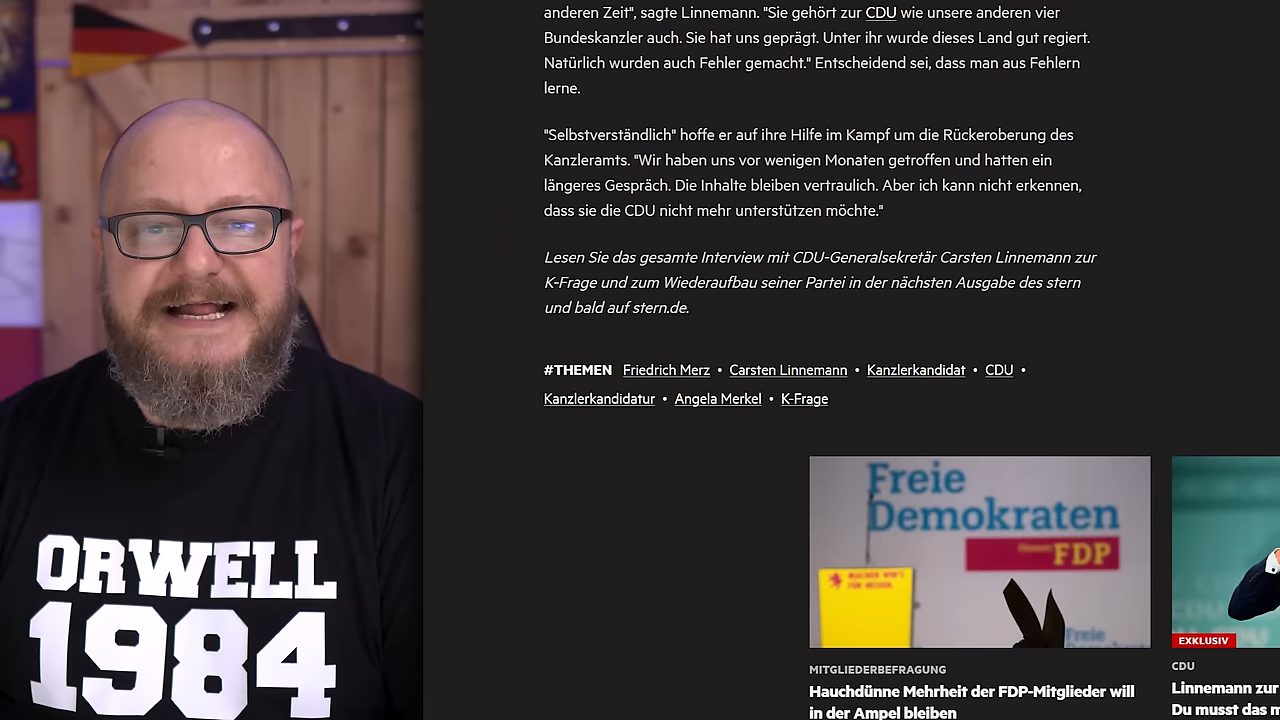 anderen Zeit", sagte Linnemann. "Sie gehört zur CDU wie unsere anderen vier
Bundeskanzler auch. Sie hat uns geprägt. Unter ihr wurde dieses Land gut regiert.
Natürlich wurden auch Fehler gemacht." Entscheidend sei, dass man aus Fehlern
lerne.
"Selbstverständlich" hoffe er auf ihre Hilfe im Kampf um die Rückeroberung des
Kanzleramts. "Wir haben uns vor wenigen Monaten getroffen und hatten ein
längeres Gespräch. Die Inhalte bleiben vertraulich. Aber ich kann nicht erkennen,
dass sie die CDU nicht mehr unterstützen möchte."
Lesen Sie das gesamte Interview mit CDU-Generalsekretär Carsten Linnemann zur
K-Frage und zum Wiederaufbau seiner Partei in der nächsten Ausgabe des stern
und bald auf stern.de.
#THEMEN Friedrich Merz • Carsten Linnemann • Kanzlerkandidat • CDU •
Kanzlerkandidatur • Angela Merkel • K-Frage
Freie
Demokraten
FDP
MACHEN WIR'S
Freie
EXKLUSIV
MITGLIEDERBEFRAGUNG
Hauchdünne Mehrheit der FDP-Mitglieder will
in der Ampel bleiben
CDU
Linnemann zur
Du musst das m
ORWELL
1984